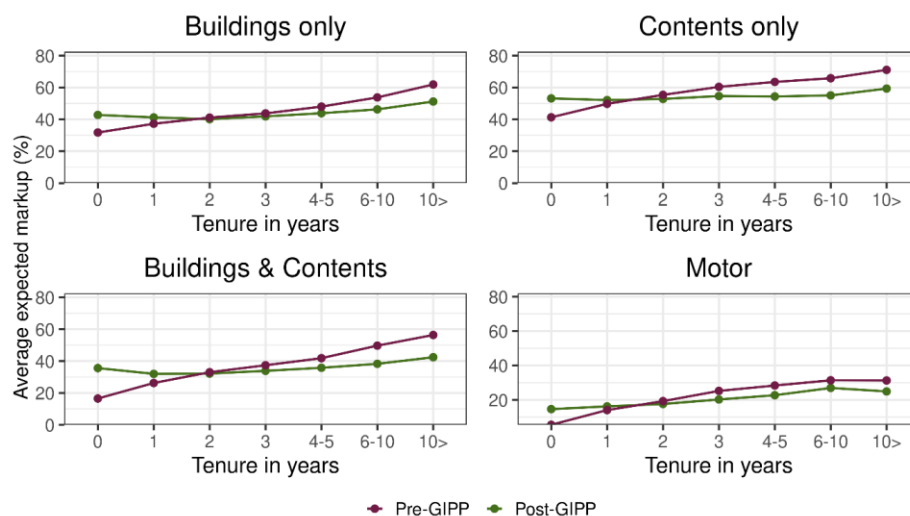 Buildings only
Contents only
Average expected markup (%)
80
60
40
20
0
0 1 2 3 4-5 6-10 10>
Tenure in years
80
60
40
20
0
0 1 2 3 4-5 6-10 10>
Tenure in years
Buildings & Contents
Motor
80
60
40
20
0
0 1 2 3 4-5 6-10 10>
Tenure in years
80
60
40
20
0 1 2 3 4-5 6-10 10>
Tenure in years
Pre-GIPP Post-GIPP